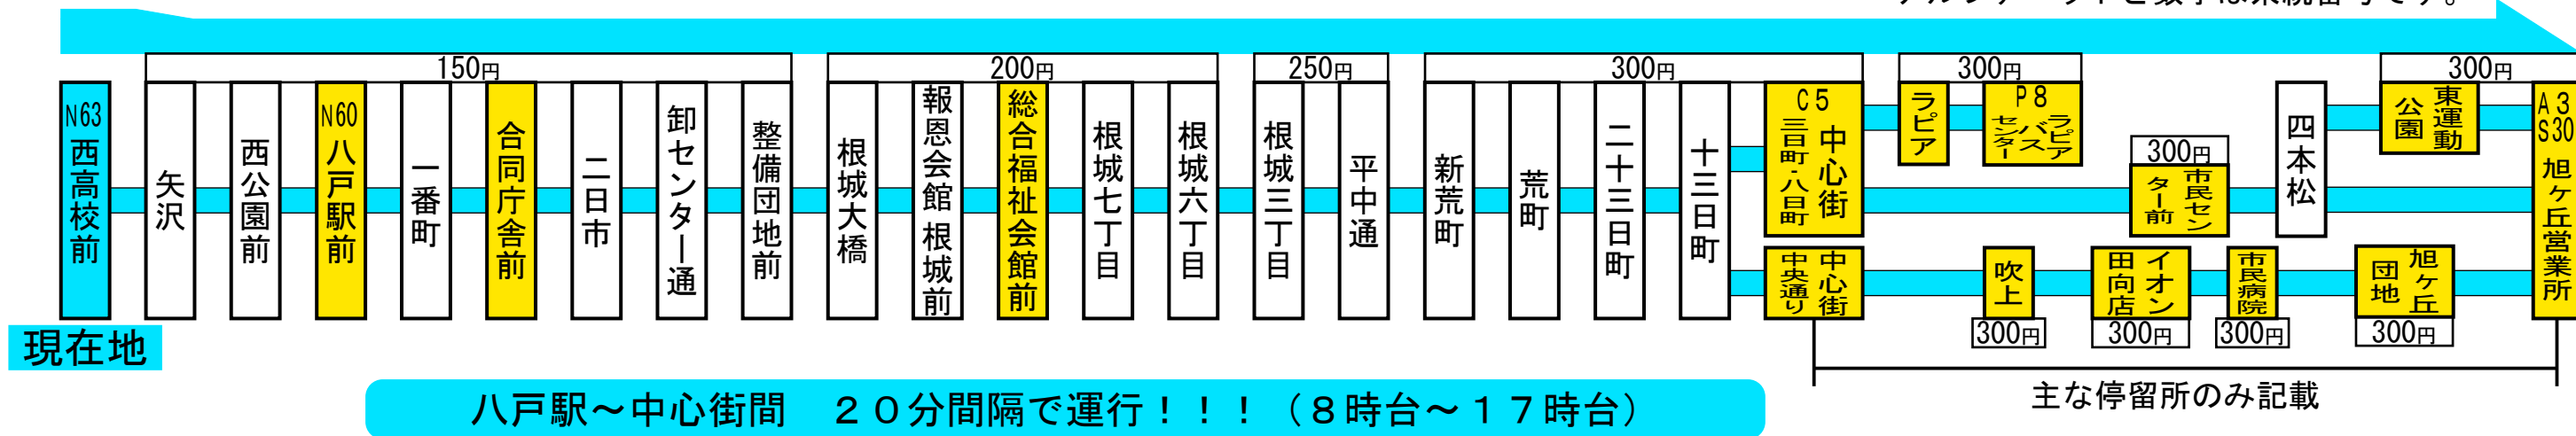 150円
200円
250円
300円
300円
300円
N63 西高校前
矢沢
西公園前
N60 八戸駅前
一番町
合同庁舎前
二日市
卸センター通
整備団地前
根城大橋
報恩会館 根城前
総合福祉会館前
根城七丁目
根城六丁目
根城三丁目
平中通
新荒町
荒町
二十三日町
十三日町
C5 中心街 三日町・八日町
中心街 中央通り
ラピア
P8 ラピアバスセンター
300円
市民センター前
四本松
東運動公園
A3 S30 旭ヶ丘営業所
吹上
300円
イオン田向店
300円
市民病院
300円
旭ヶ丘団地
300円
現在地
主な停留所のみ記載
八戸駅～中心街間 ２０分間隔で運行！！！（８時台～１７時台）